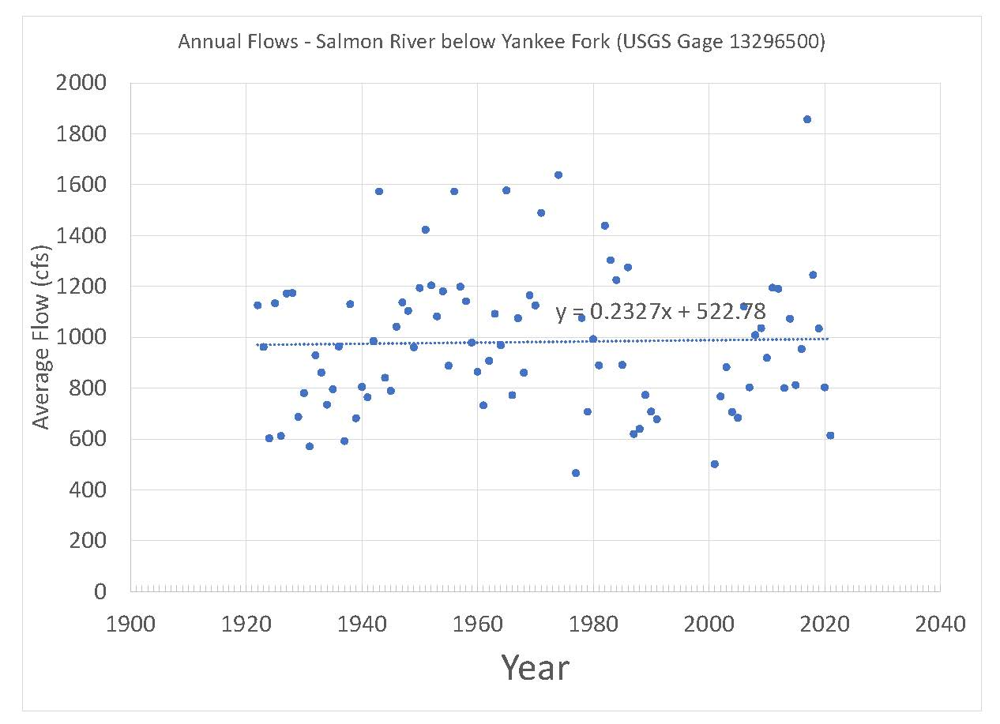 Annual Flows - Salmon River below Yankee Fork (USGS Gage 13296500)
2000
1800
1600
1400
1200
1000
800
600
400
200
0
Average Flow (cfs)
y = 0.2327x + 522.78
1900 1920 1940 1960 1980 2000 2020 2040
Year